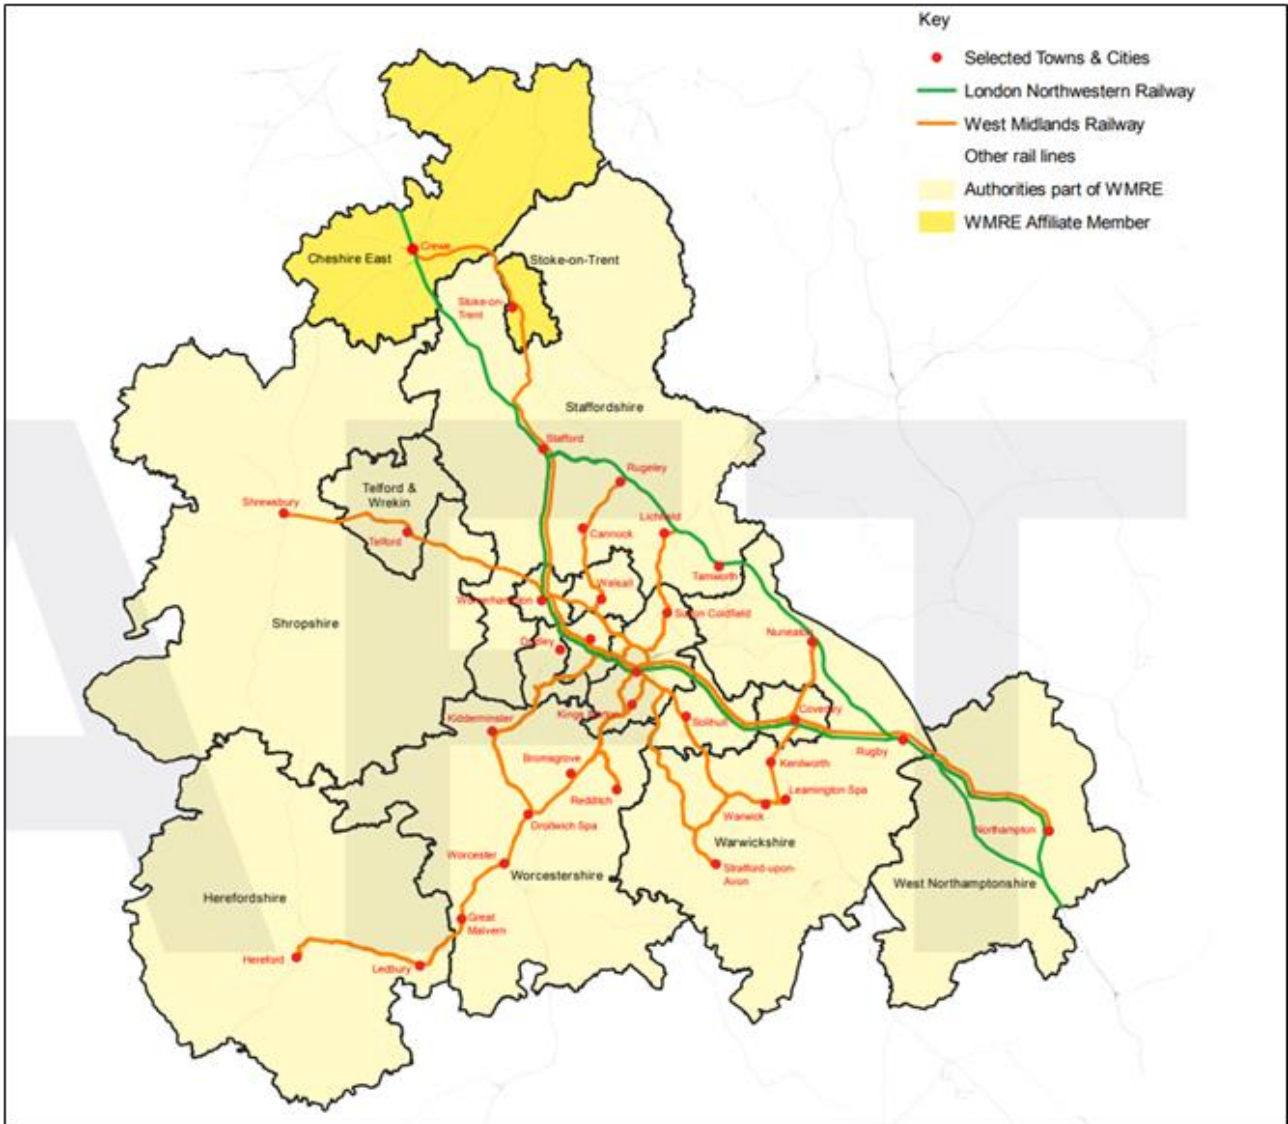 Key
Selected Towns & Cities
London Northwestern Railway
West Midlands Railway
Other rail lines
Authorities part of WMRE
WMRE Affiliate Member
Crewe
Cheshire East
Stoke-on-Trent
Stoke-on-
Trent
Staffordshire
Stafford
Rugeley
Telford &
Wrekin
Shrewsbury
Telford
Lichfield
Cannock
Tamworth
Walsall
Wolverhampton
Sutton Coldfield
Shropshire
Dudley
Nuneaton
Kidderminster
Kings Norton
Solihull
Coventry
Rugby
Bromsgrove
Kenilworth
Redditch
Leamington Spa
Warwick
Droitwich Spa
Northampton
Warwickshire
Worcester
Stratford-upon-
Avon
Worcestershire
West Northamptonshire
Herefordshire
Great
Malvern
Hereford
Ledbury